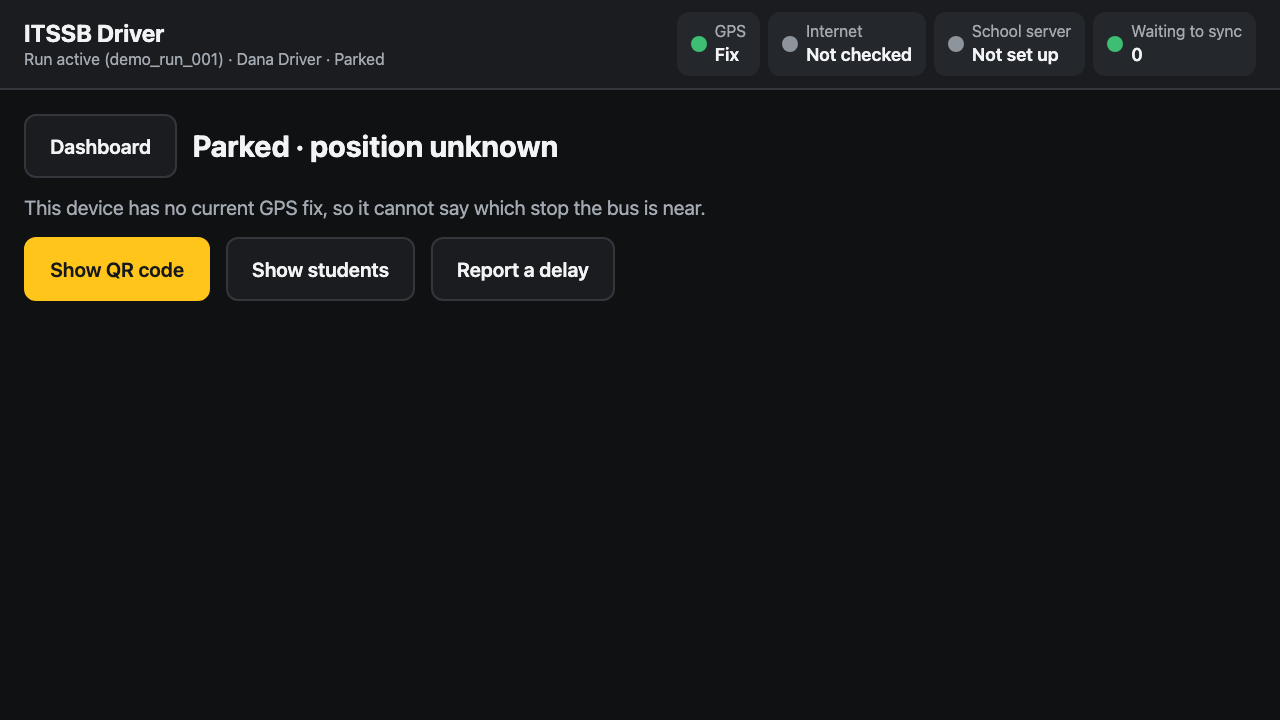 ITSSB Driver
Run active (demo_run_001) · Dana Driver · Parked
GPS
Fix
Internet
Not checked
School server
Not set up
Waiting to sync
0
Dashboard
Parked · position unknown
This device has no current GPS fix, so it cannot say which stop the bus is near.
Show QR code
Show students
Report a delay